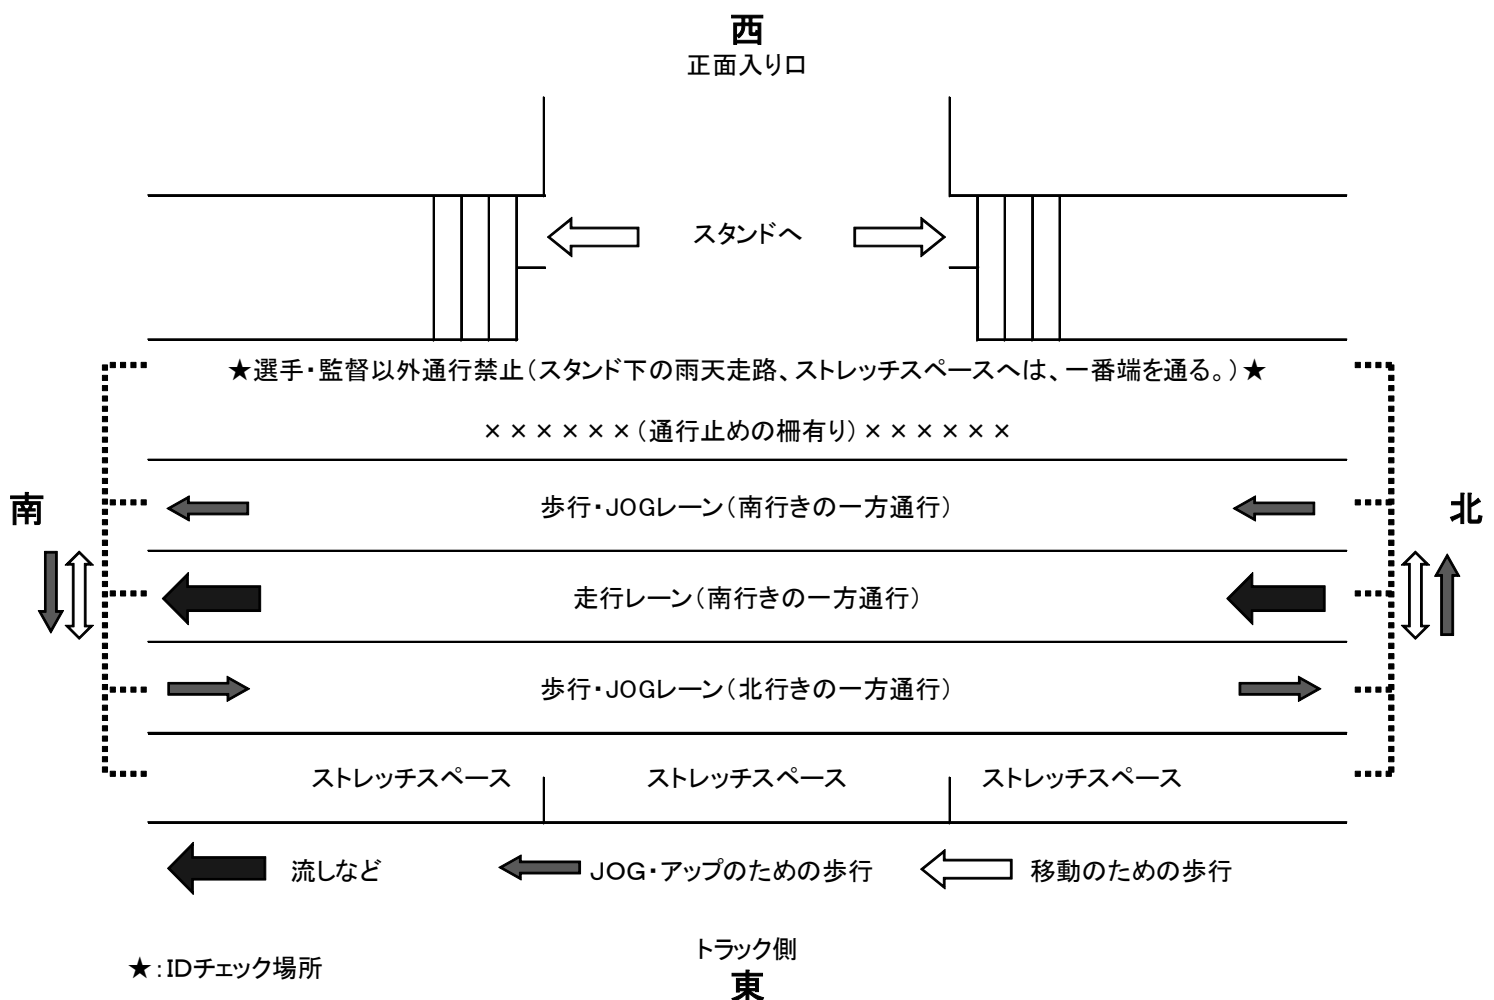 西
正面入り口
スタンドへ
★選手・監督以外通行禁止(スタンド下の雨天走路、ストレッチスペースへは、一番端を通る。)★
××××××(通行止めの柵有り)××××××
南
歩行・JOGレーン(南行きの一方通行)
北
走行レーン(南行きの一方通行)
歩行・JOGレーン(北行きの一方通行)
ストレッチスペース ストレッチスペース ストレッチスペース
流しなど JOG・アップのための歩行 移動のための歩行
トラック側
★:IDチェック場所
東